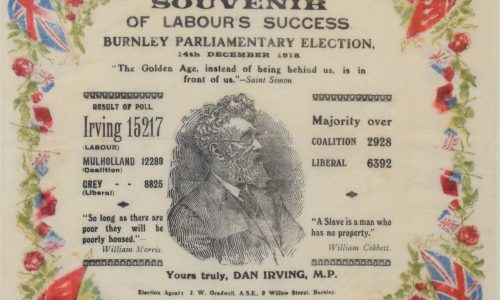 SOUVENIR
OF LABOUR'S SUCCESS.
BURNLEY PARLIAMENTARY ELECTION,
14th DECEMBER 1918.
"The Golden Age, instead of being behind us, is in
front of us."—Saint Simon.
RESULT OF POLL.
Irving 15217
(LABOUR)
MULHOLLAND 12289
(Coalition)
GREY - - 8825
(Liberal)
"So long as there are
poor they will be
poorly housed."—
William Morris.
Majority over
COALITION 2928
LIBERAL 6392
"A Slave is a man who
has no property."
William Cobbett.
Yours truly, DAN IRVING, M.P.
Election Agent: J. W. Gradwell, A.S.E., 9 Willow Street, Burnley.